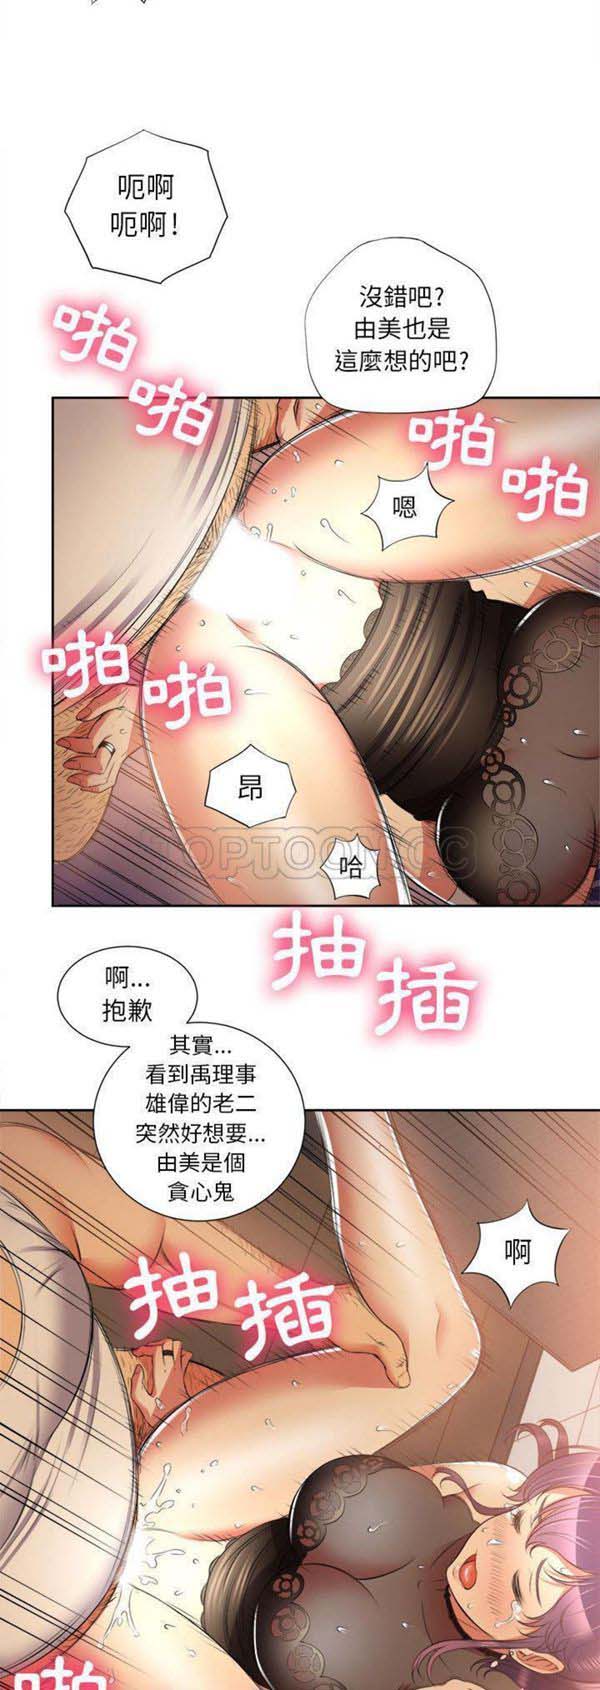 呃啊
呃啊!
沒錯吧?
由美也是
這麼想的吧?
啪啪
啪啪
嗯
啪啪
昂
哈
TOPTOON.CC
抽插
啊...
抱歉
其實...
看到禹理事
雄偉的老二
突然好想要...
由美是個
貪心鬼
啊
抽插
啪